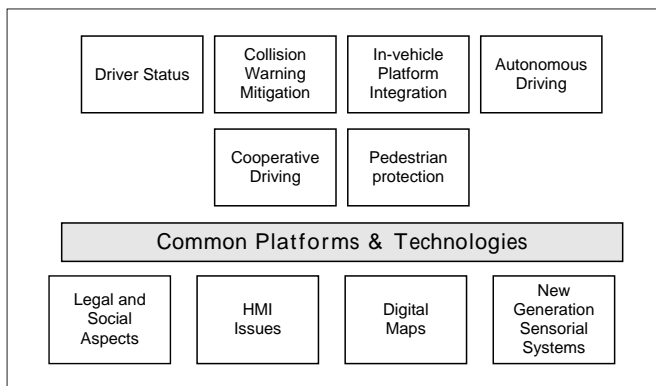 Driver Status
Collision
Warning
Mitigation
In-vehicle
Platform
Integration
Autonomous
Driving
Cooperative
Driving
Pedestrian
protection
Common Platforms & Technologies
Legal and
Social
Aspects
HMI
Issues
Digital
Maps
New
Generation
Sensorial
Systems